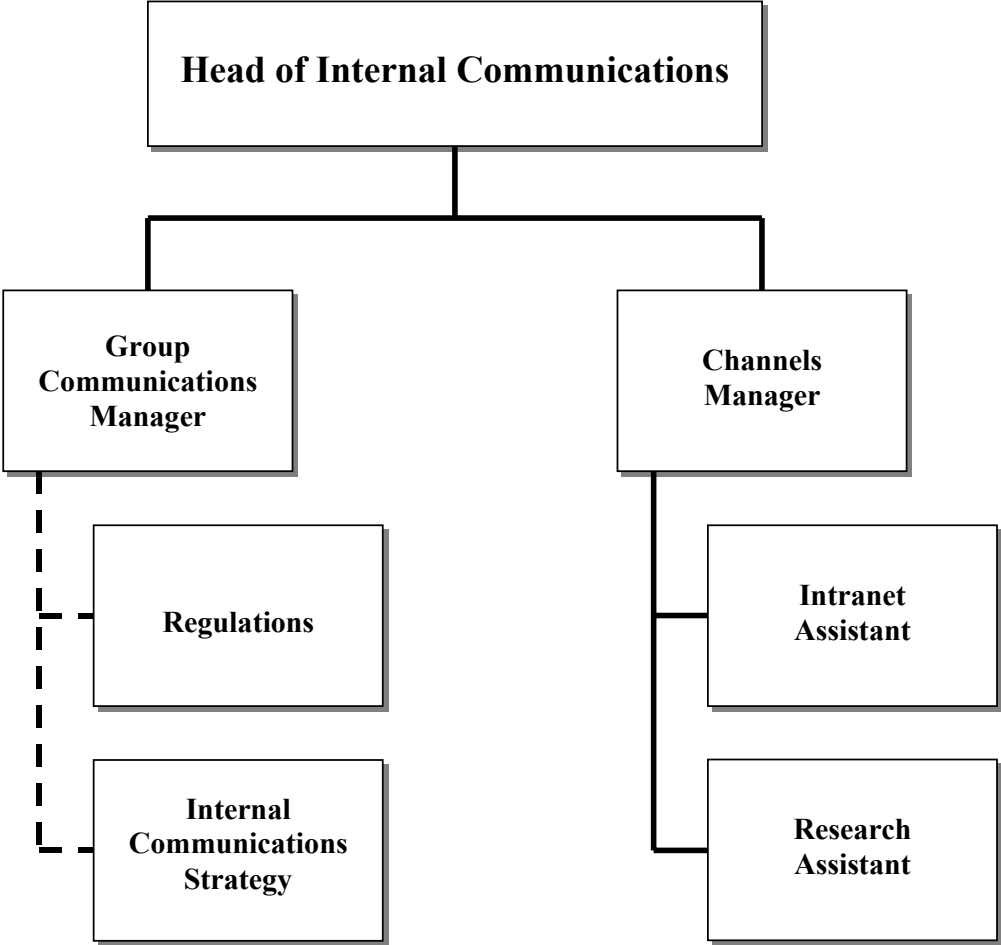 Head of Internal Communications
Group
Communications
Manager
Channels
Manager
Regulations
Intranet
Assistant
Internal
Communications
Strategy
Research
Assistant